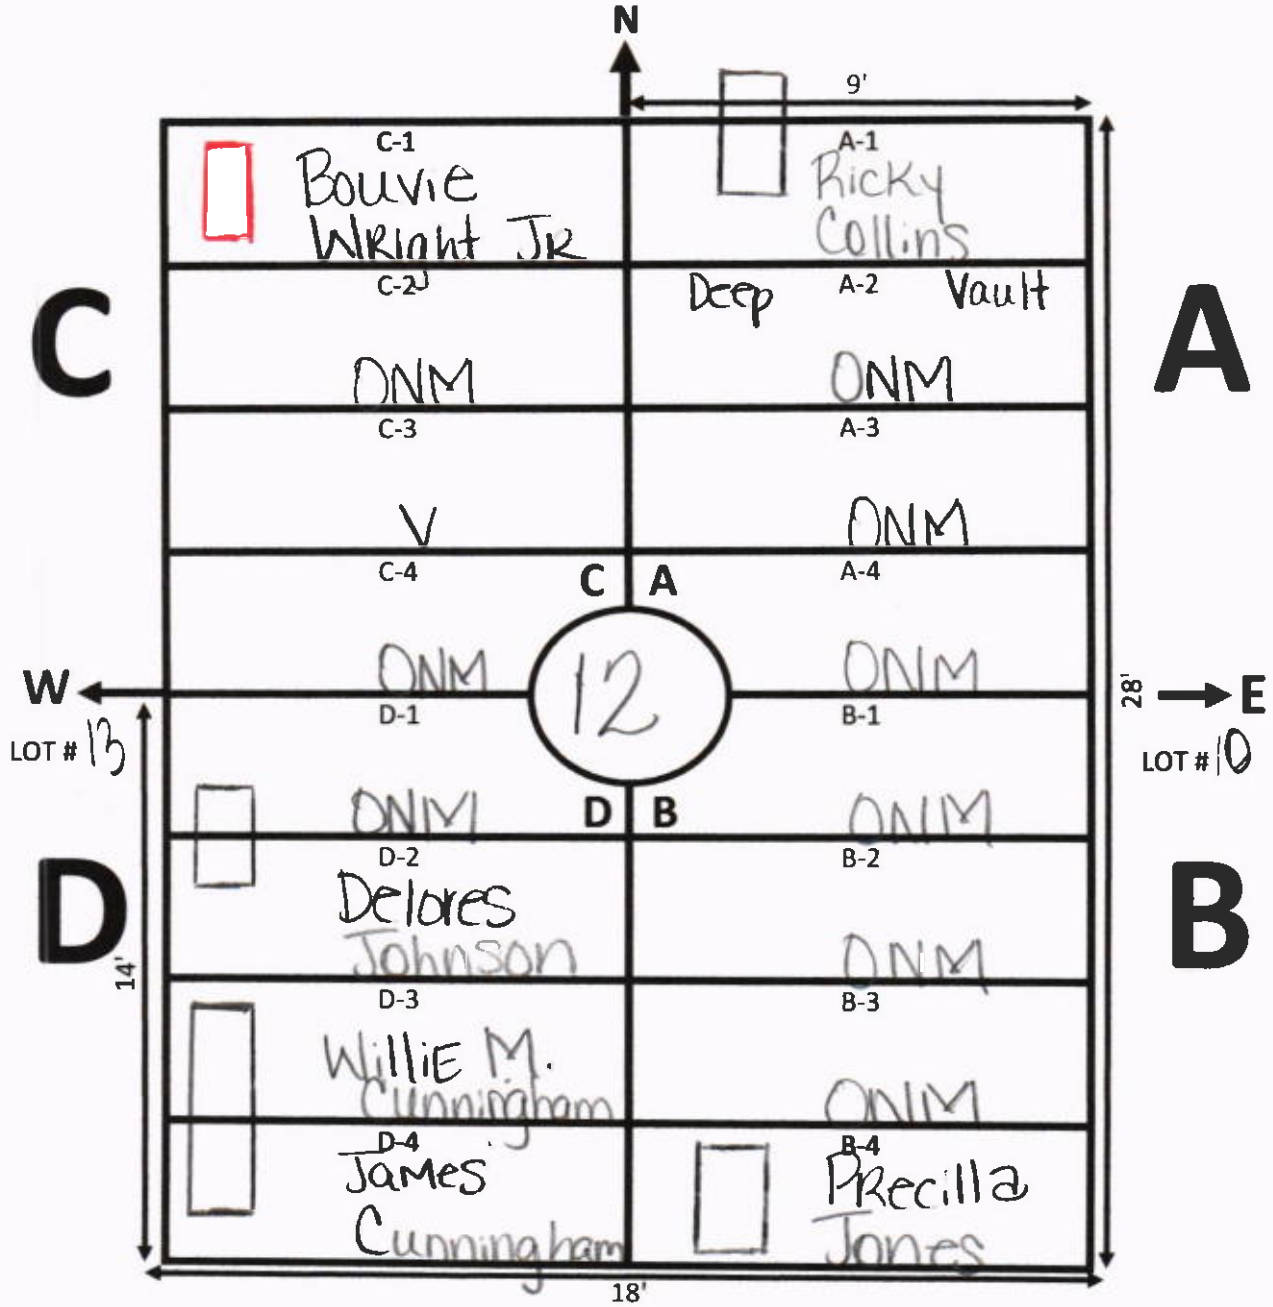 N
9'
C-1
A-1
Bouvie
Wright JR
Ricky
Collins
C
A
C-2
Deep A-2 Vault
ONM
ONM
C-3
A-3
V
ONM
C-4
C A
A-4
ONM
12
ONM
W
E
28'
LOT # 13
LOT # 10
D-1
B-1
ONM
D B
ONM
D
B
14'
D-2
B-2
Delores
Johnson
ONM
D-3
B-3
Willie M.
Cunningham
ONM
D-4
B-4
James
Cunningham
PRecilla
Jones
18'